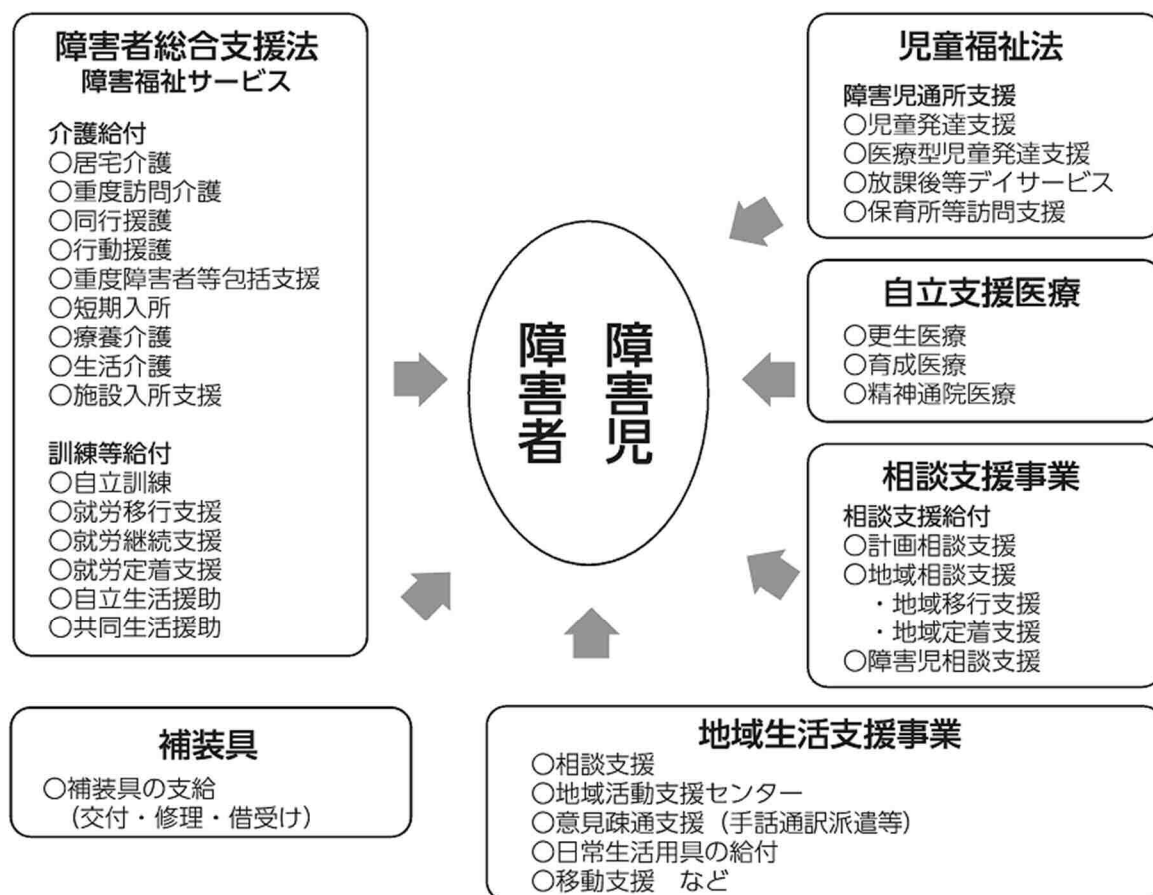 障害者総合支援法
障害福祉サービス
介護給付
○居宅介護
○重度訪問介護
○同行援護
○行動援護
○重度障害者等包括支援
○短期入所
○療養介護
○生活介護
○施設入所支援
訓練等給付
○自立訓練
○就労移行支援
○就労継続支援
○就労定着支援
○自立生活援助
○共同生活援助
補装具
○補装具の支給
（交付・修理・借受け）
障害児
障害者
児童福祉法
障害児通所支援
○児童発達支援
○医療型児童発達支援
○放課後等デイサービス
○保育所等訪問支援
自立支援医療
○更生医療
○育成医療
○精神通院医療
相談支援事業
相談支援給付
○計画相談支援
○地域相談支援
・地域移行支援
・地域定着支援
○障害児相談支援
地域生活支援事業
○相談支援
○地域活動支援センター
○意見疎通支援（手話通訳派遣等）
○日常生活用具の給付
○移動支援　など